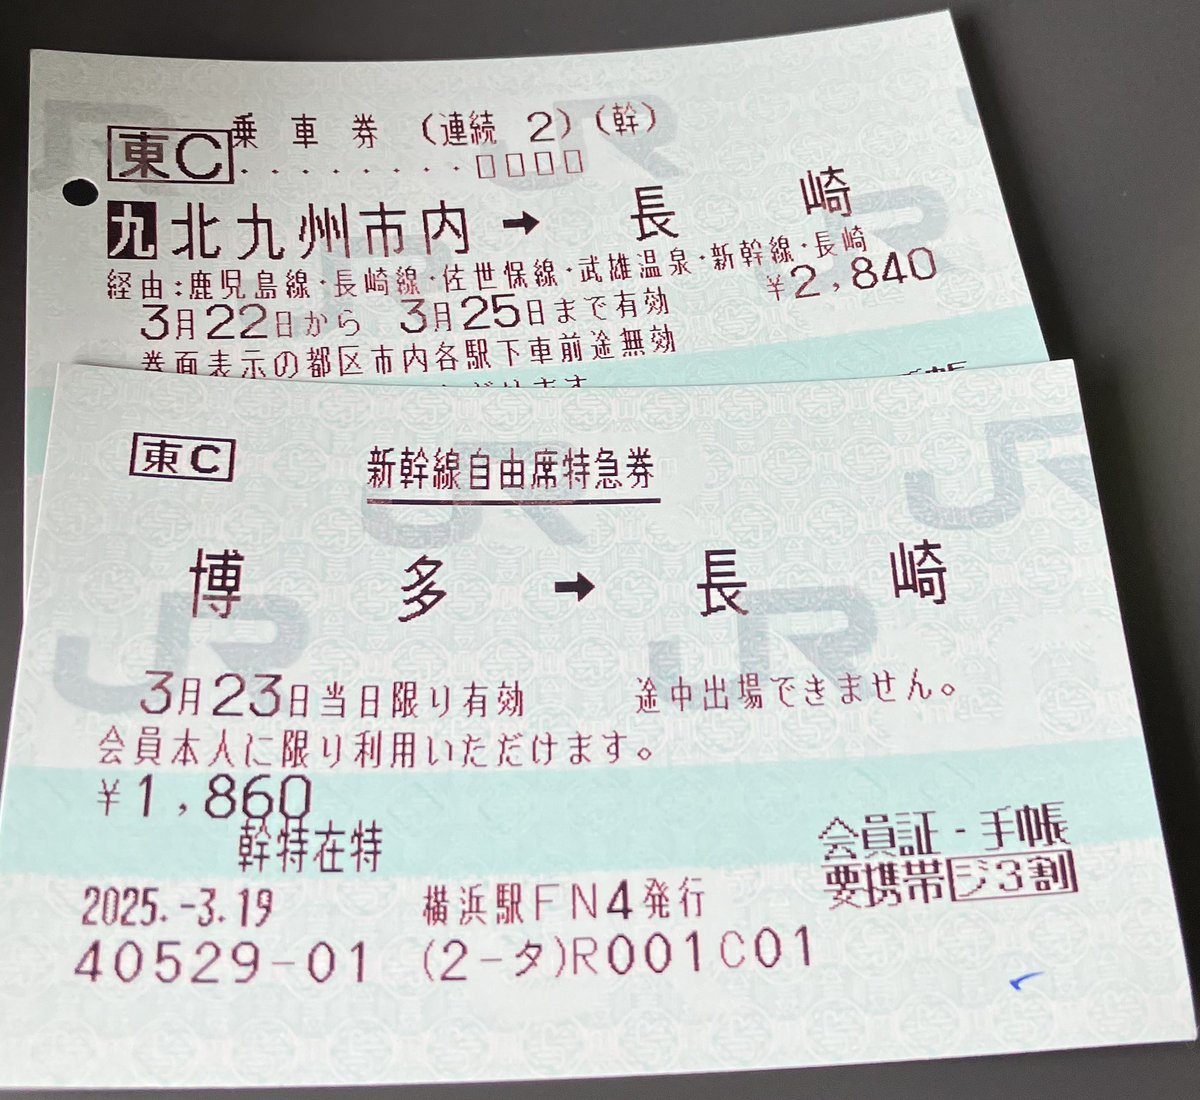 乗車券 (連続 2) (幹)
東C ........□□□□
九 北九州市内 → 長崎
経由:鹿児島線・長崎線・佐世保線・武雄温泉・新幹線・長崎
3月22日から 3月25日まで有効 ¥2,840
券面表示の都区市内各駅下車前途無効
東C 新幹線自由席特急券
博多 → 長崎
3月23日当日限り有効 途中出場できません。
会員本人に限り利用いただけます。
¥1,860
幹特在特
会員証・手帳
要携帯 ジ3割
2025.-3.19 横浜駅FN4発行
40529-01 (2-タ)R001C01